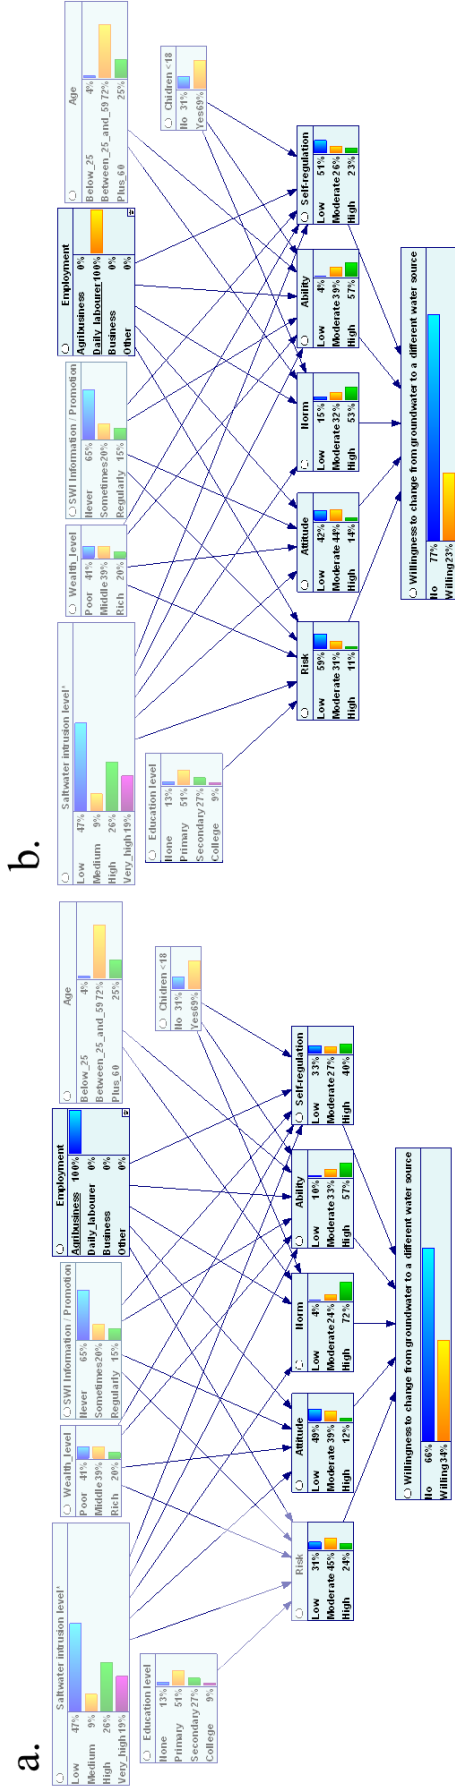 a.
Saltwater intrusion level*
Low 47%
Medium 9%
High 26%
Very_high 19%
Wealth_level
Poor 41%
Middle 39%
Rich 20%
SWI Information / Promotion
Never 65%
Sometimes 20%
Regularly 15%
Employment
Agribusiness 100%
Daily_labourer 0%
Business 0%
Other 0%
Age
Below_25 4%
Between_25_and_59 72%
Plus_60 25%
Education level
None 13%
Primary 51%
Secondary 27%
College 9%
Chidren <18
No 31%
Yes 69%
Risk
Low 31%
Moderate 45%
High 24%
Attitude
Low 49%
Moderate 39%
High 12%
Norm
Low 4%
Moderate 24%
High 72%
Ability
Low 10%
Moderate 33%
High 57%
Self-regulation
Low 33%
Moderate 27%
High 40%
Willingness to change from groundwater to a different water source
No 66%
Willing 34%
b.
Saltwater intrusion level*
Low 47%
Medium 9%
High 26%
Very_high 19%
Wealth_level
Poor 41%
Middle 39%
Rich 20%
SWI Information / Promotion
Never 65%
Sometimes 20%
Regularly 15%
Employment
Agribusiness 0%
Daily_labourer 100%
Business 0%
Other 0%
Age
Below_25 4%
Between_25_and_59 72%
Plus_60 25%
Education level
None 13%
Primary 51%
Secondary 27%
College 9%
Chidren <18
No 31%
Yes 69%
Risk
Low 59%
Moderate 31%
High 11%
Attitude
Low 42%
Moderate 44%
High 14%
Norm
Low 15%
Moderate 32%
High 53%
Ability
Low 4%
Moderate 39%
High 57%
Self-regulation
Low 51%
Moderate 26%
High 23%
Willingness to change from groundwater to a different water source
No 77%
Willing 23%